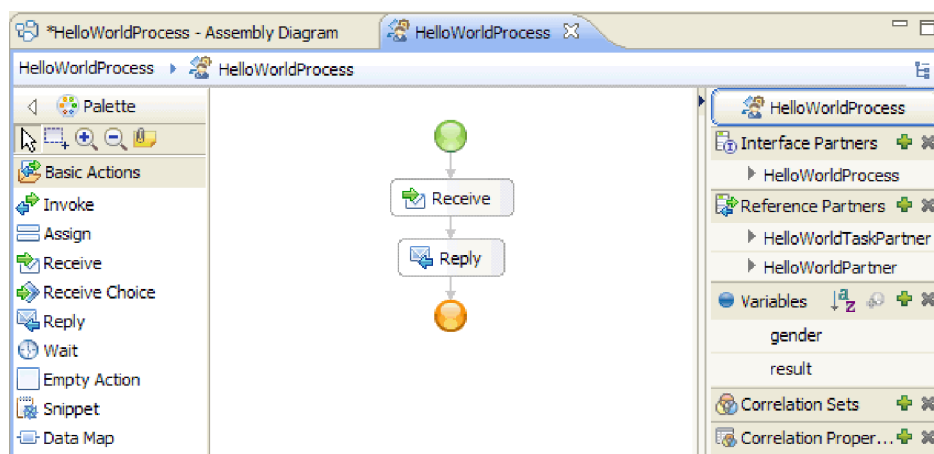 *HelloWorldProcess - Assembly Diagram
HelloWorldProcess
HelloWorldProcess
HelloWorldProcess
Palette
Basic Actions
Invoke
Assign
Receive
Receive Choice
Reply
Wait
Empty Action
Snippet
Data Map
Receive
Reply
HelloWorldProcess
Interface Partners
HelloWorldProcess
Reference Partners
HelloWorldTaskPartner
HelloWorldPartner
Variables
gender
result
Correlation Sets
Correlation Proper...